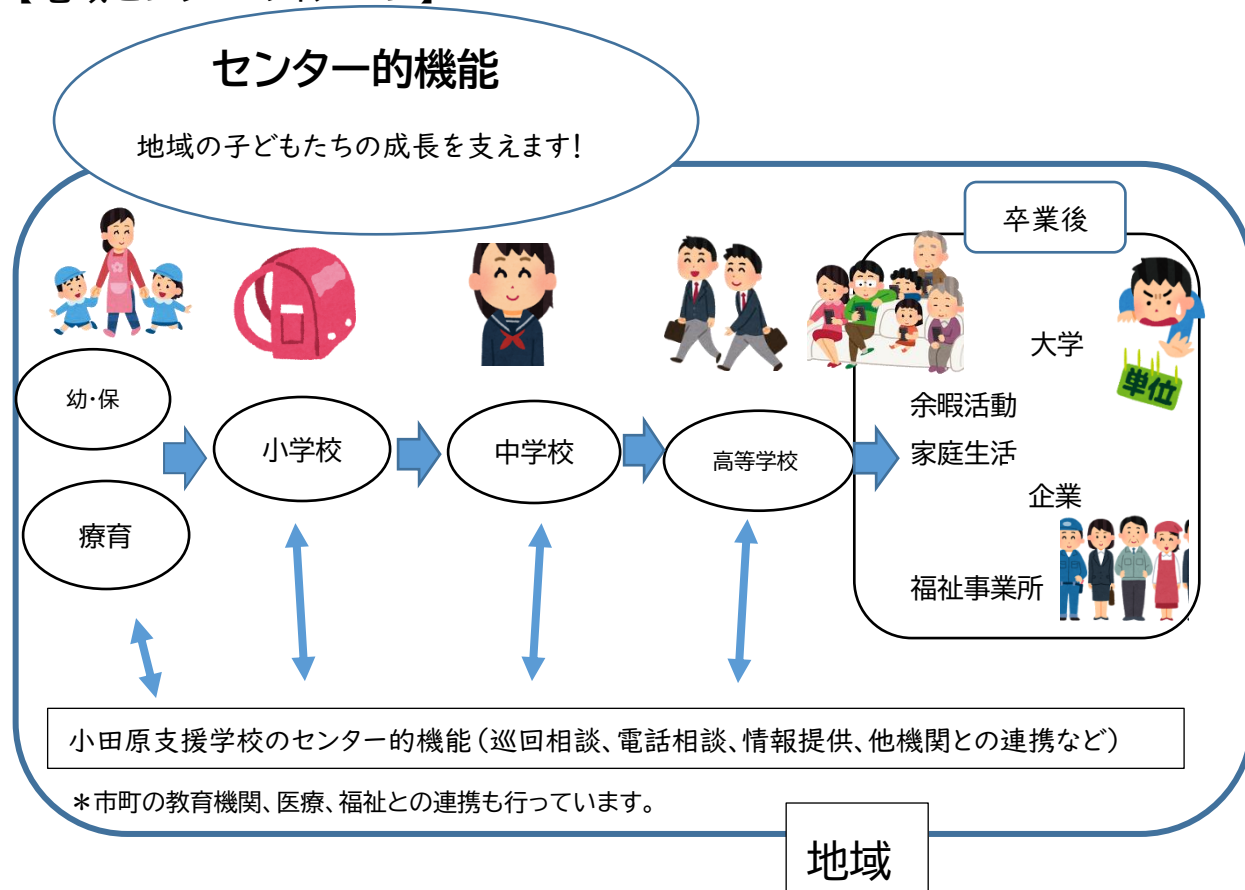 センター的機能
地域の子どもたちの成長を支えます!
卒業後
大学
単位
幼・保
療育
小学校
中学校
高等学校
余暇活動
家庭生活
企業
福祉事業所
小田原支援学校のセンター的機能(巡回相談、電話相談、情報提供、他機関との連携など)
*市町の教育機関、医療、福祉との連携も行っています。
地域